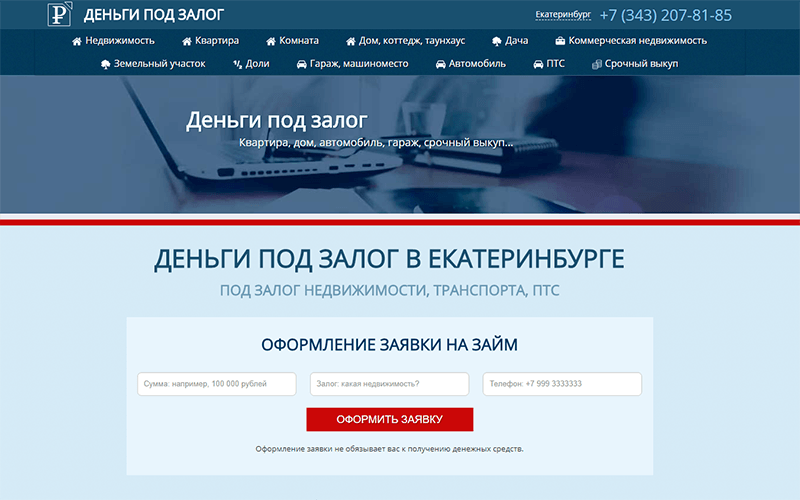 ДЕНЬГИ ПОД ЗАЛОГ
Екатеринбург +7 (343) 207-81-85
Недвижимость Квартира Комната Дом, коттедж, таунхаус Дача Коммерческая недвижимость
Земельный участок Доли Гараж, машиноместо Автомобиль ПТС Срочный выкуп
Деньги под залог
Квартира, дом, автомобиль, гараж, срочный выкуп...
ДЕНЬГИ ПОД ЗАЛОГ В ЕКАТЕРИНБУРГЕ
ПОД ЗАЛОГ НЕДВИЖИМОСТИ, ТРАНСПОРТА, ПТС
ОФОРМЛЕНИЕ ЗАЯВКИ НА ЗАЙМ
Сумма: например, 100 000 рублей Залог: какая недвижимость? Телефон: +7 999 3333333
ОФОРМИТЬ ЗАЯВКУ
Оформление заявки не обязывает вас к получению денежных средств.